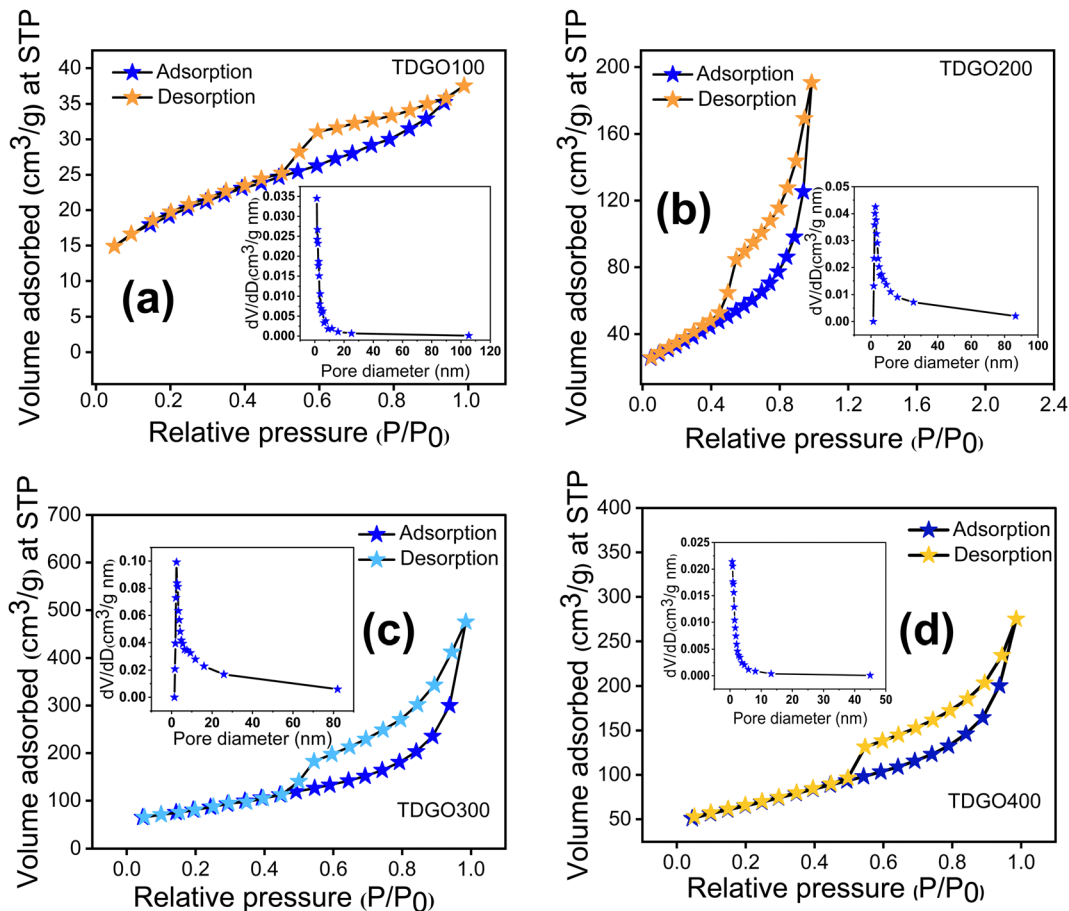 TDGO100
Adsorption
Desorption
(a)
Volume adsorbed (cm³/g) at STP
40
35
30
25
20
15
10
5
0
0.0 0.2 0.4 0.6 0.8 1.0
Relative pressure (P/P0)
dV/dD(cm³/g nm)
0.035
0.030
0.025
0.020
0.015
0.010
0.005
0.000
0 20 40 60 80 100 120
Pore diameter (nm)
TDGO200
Adsorption
Desorption
(b)
Volume adsorbed (cm³/g) at STP
200
160
120
80
40
0.0 0.4 0.8 1.2 1.6 2.0 2.4
Relative pressure (P/P0)
dV/dD(cm³/g nm)
0.05
0.04
0.03
0.02
0.01
0.00
0 20 40 60 80 100
Pore diameter (nm)
Adsorption
Desorption
(c)
TDGO300
Volume adsorbed (cm³/g) at STP
700
600
500
400
300
200
100
0
0.0 0.2 0.4 0.6 0.8 1.0
Relative pressure (P/P0)
dV/dD(cm³/g nm)
0.10
0.08
0.06
0.04
0.02
0.00
0 20 40 60 80
Pore diameter (nm)
Adsorption
Desorption
(d)
TDGO400
Volume adsorbed (cm³/g) at STP
400
350
300
250
200
150
100
50
0.0 0.2 0.4 0.6 0.8 1.0
Relative pressure (P/P0)
dV/dD(cm³/g nm)
0.025
0.020
0.015
0.010
0.005
0.000
0 10 20 30 40 50
Pore diameter (nm)